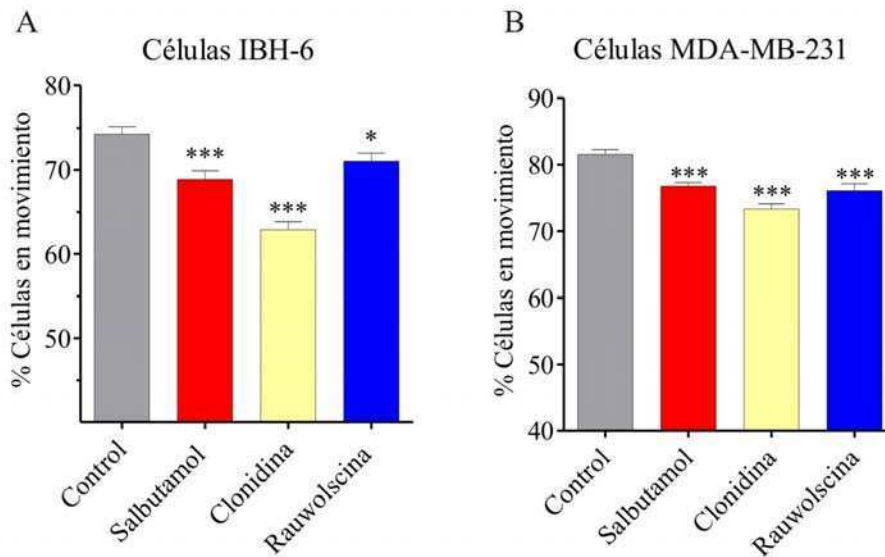 A
Células IBH-6
% Células en movimiento
80
70
60
50
***
***
*
Control
Salbutamol
Clonidina
Rauwolscina
B
Células MDA-MB-231
% Células en movimiento
90
80
70
60
50
40
***
***
***
Control
Salbutamol
Clonidina
Rauwolscina